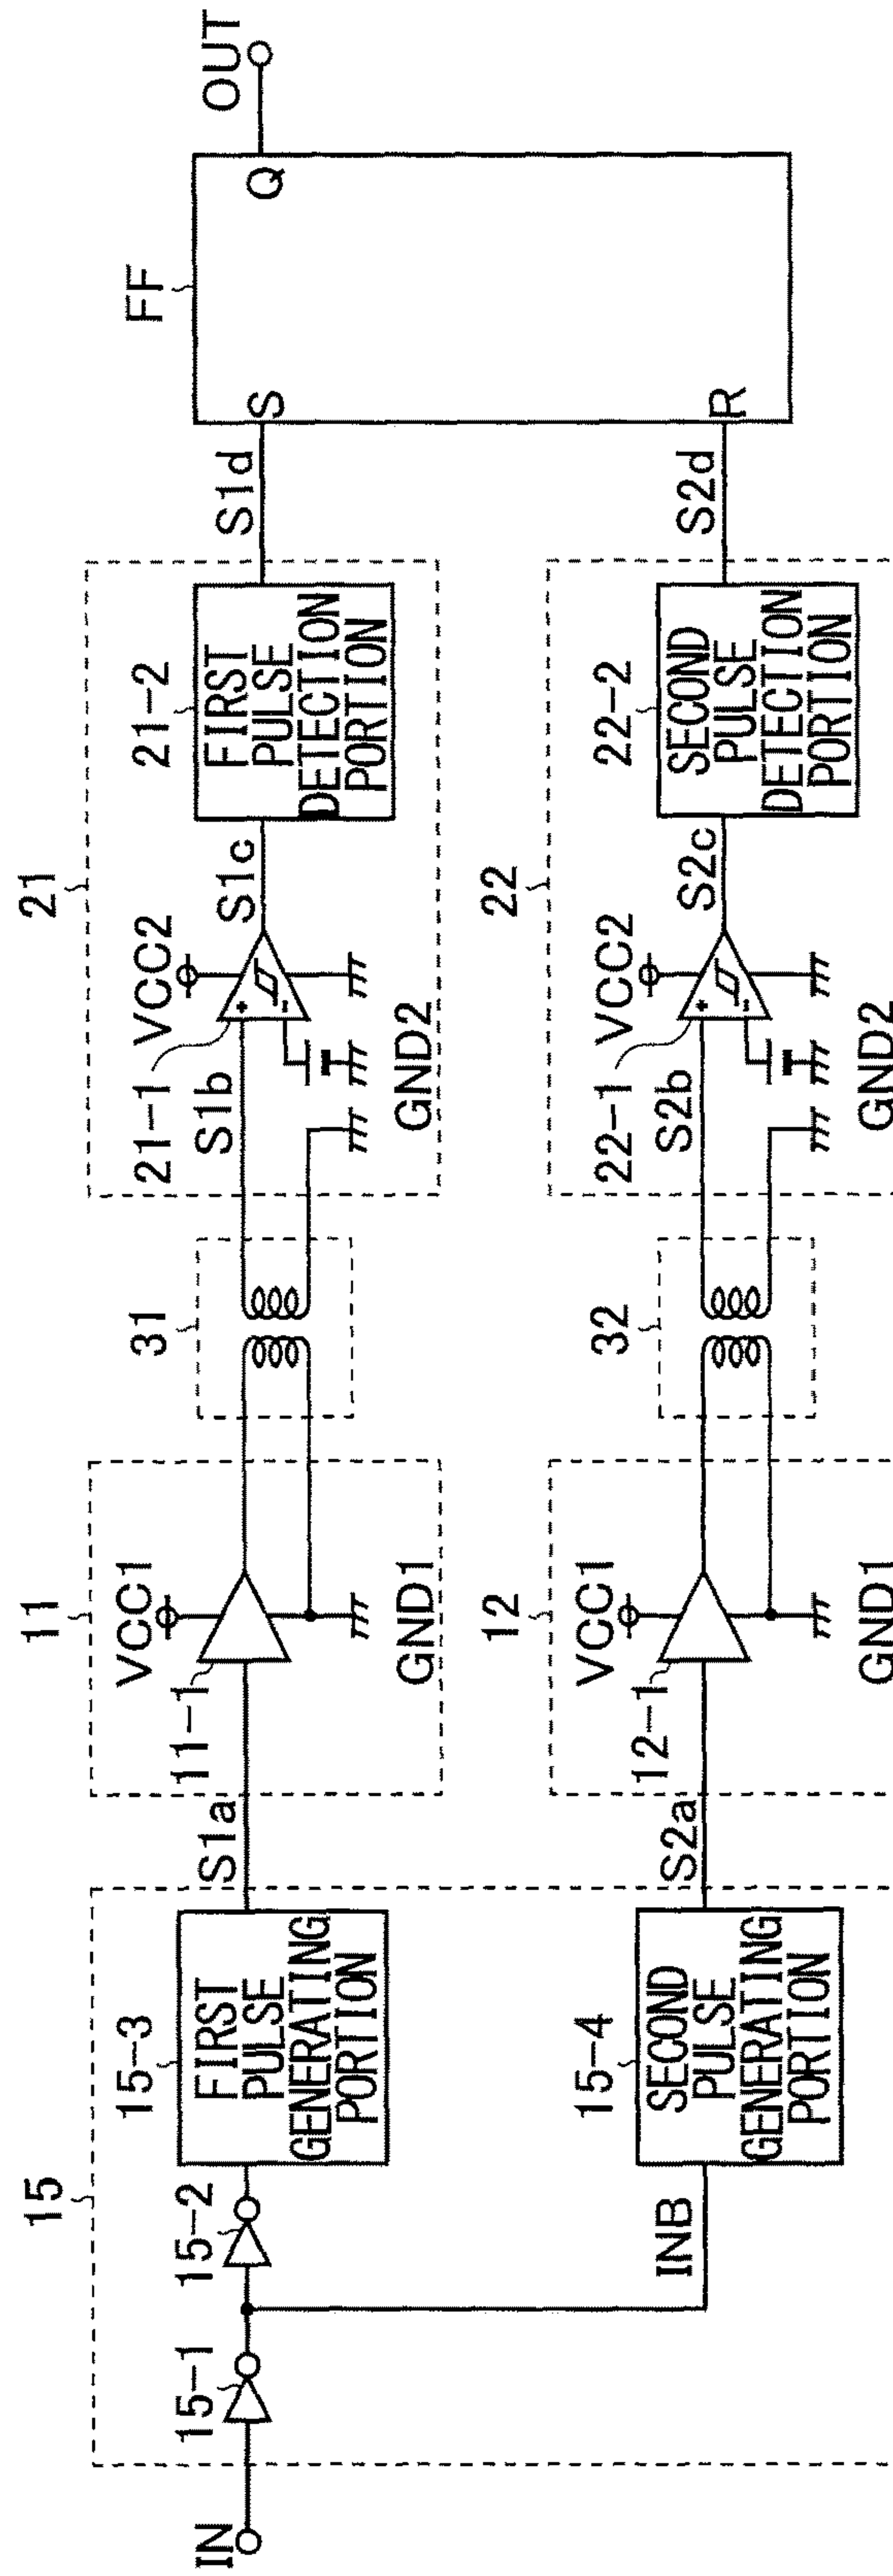 IN
15
15-1
15-2
INB
15-3
FIRST
PULSE
GENERATING
PORTION
15-4
SECOND
PULSE
GENERATING
PORTION
S1a
S2a
11
VCC1
11-1
GND1
12
VCC1
12-1
GND1
31
32
21
VCC2
21-1
S1b
+
-
GND2
S1c
21-2
FIRST
PULSE
DETECTION
PORTION
22
VCC2
22-1
S2b
+
-
GND2
S2c
22-2
SECOND
PULSE
DETECTION
PORTION
S1d
S2d
FF
S
R
Q
OUT